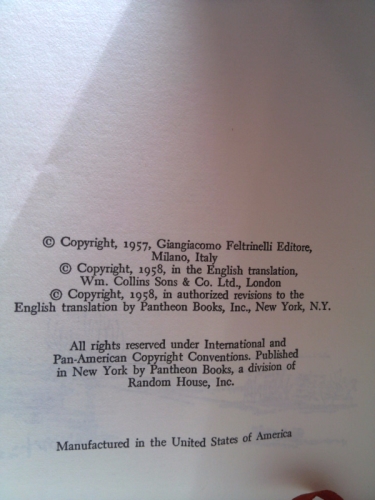 © Copyright, 1957, Giangiacomo Feltrinelli Editore,
Milano, Italy
© Copyright, 1958, in the English translation,
Wm. Collins Sons & Co. Ltd., London
© Copyright, 1958, in authorized revisions to the
English translation by Pantheon Books, Inc., New York, N.Y.
All rights reserved under International and
Pan-American Copyright Conventions. Published
in New York by Pantheon Books, a division of
Random House, Inc.
Manufactured in the United States of America